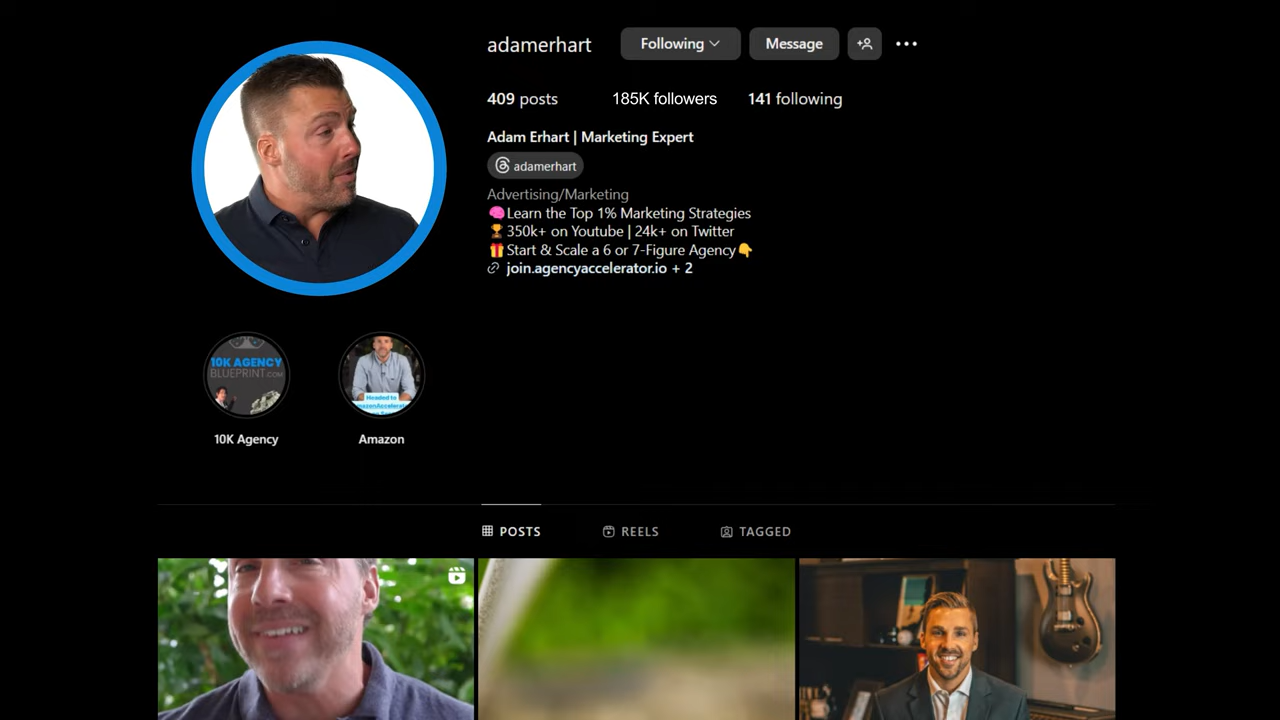 adamerhart Following Message
409 posts 185K followers 141 following
Adam Erhart | Marketing Expert
adamerhart
Advertising/Marketing
🧠Learn the Top 1% Marketing Strategies
🏆350k+ on Youtube | 24k+ on Twitter
🎁Start & Scale a 6 or 7-Figure Agency👇
join.agencyaccelerator.io + 2
10K AGENCY
BLUEPRINT.COM
Headed to
10K Agency Amazon
POSTS REELS TAGGED